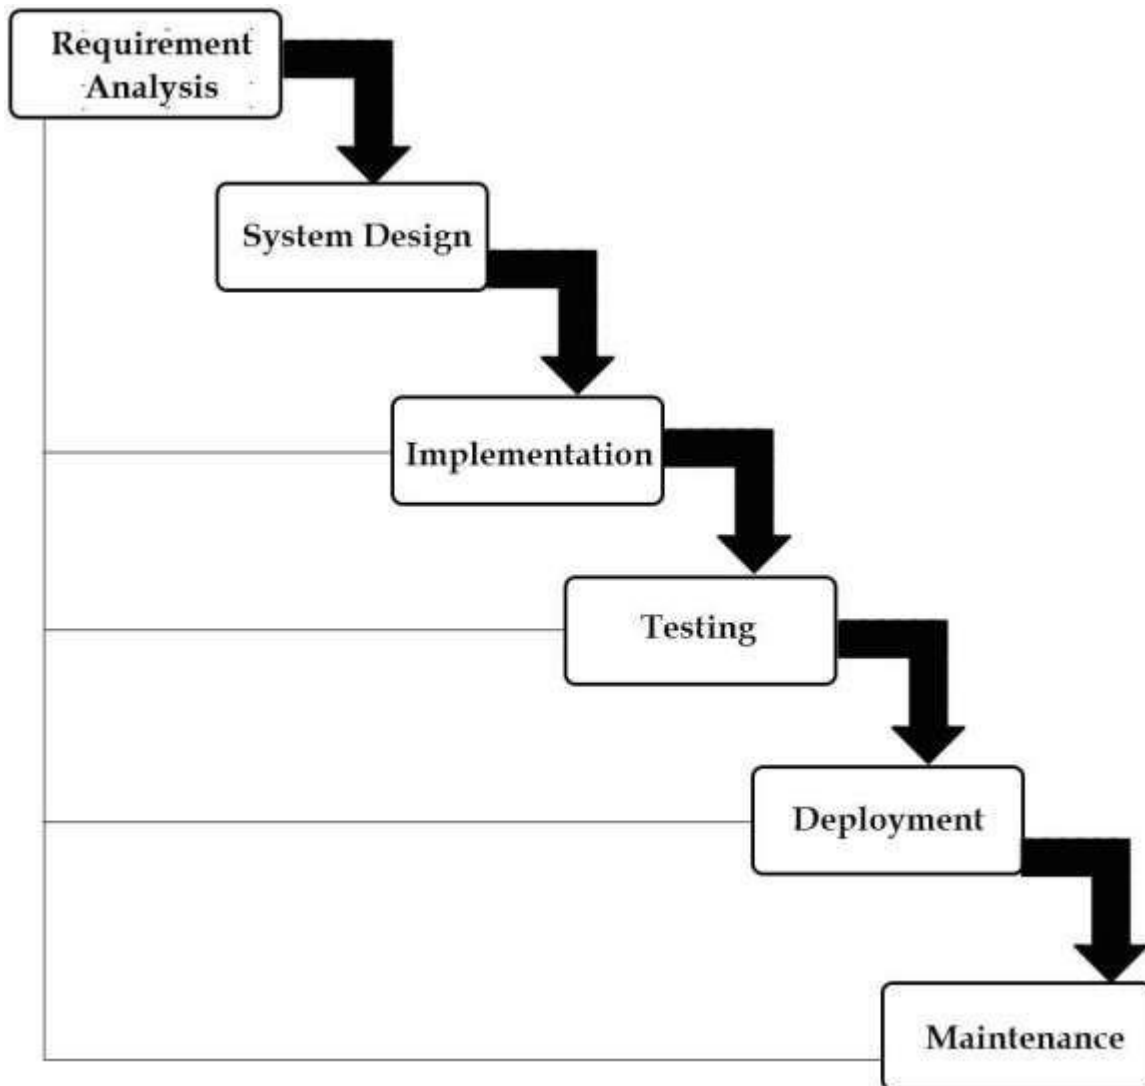 Requirement
Analysis
System Design
Implementation
Testing
Deployment
Maintenance